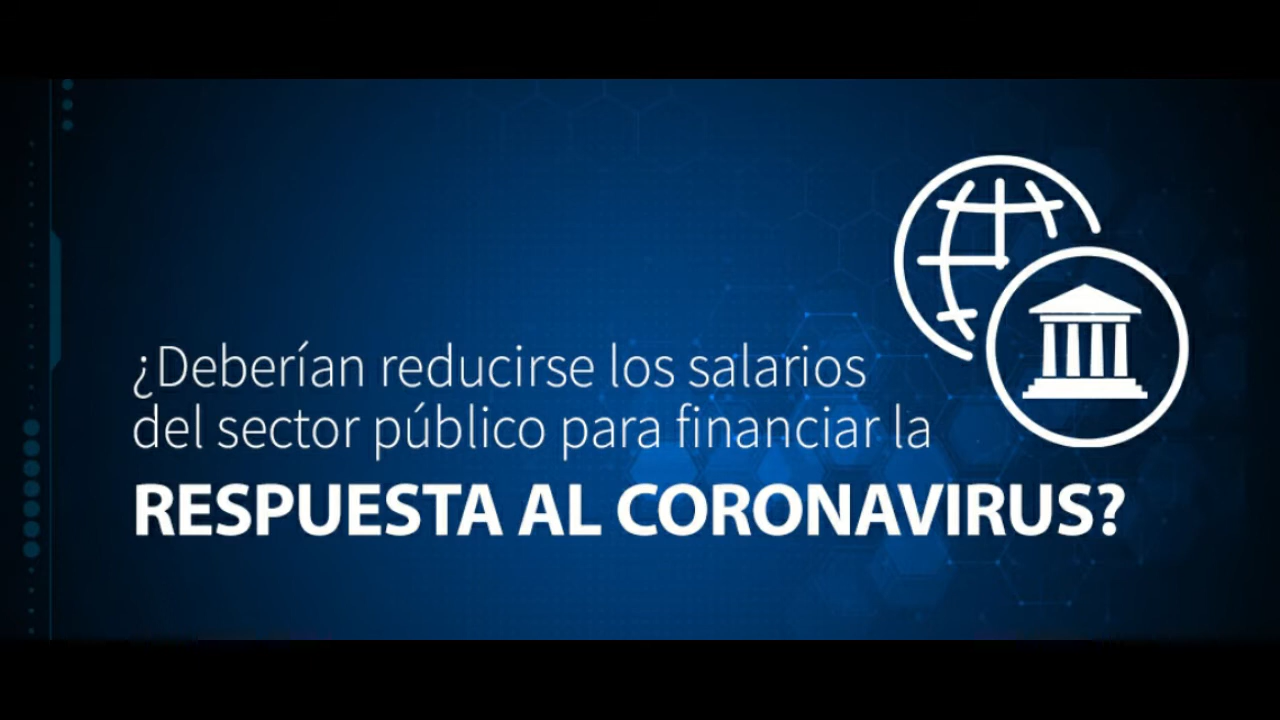 ¿Deberían reducirse los salarios
del sector público para financiar la
RESPUESTA AL CORONAVIRUS?